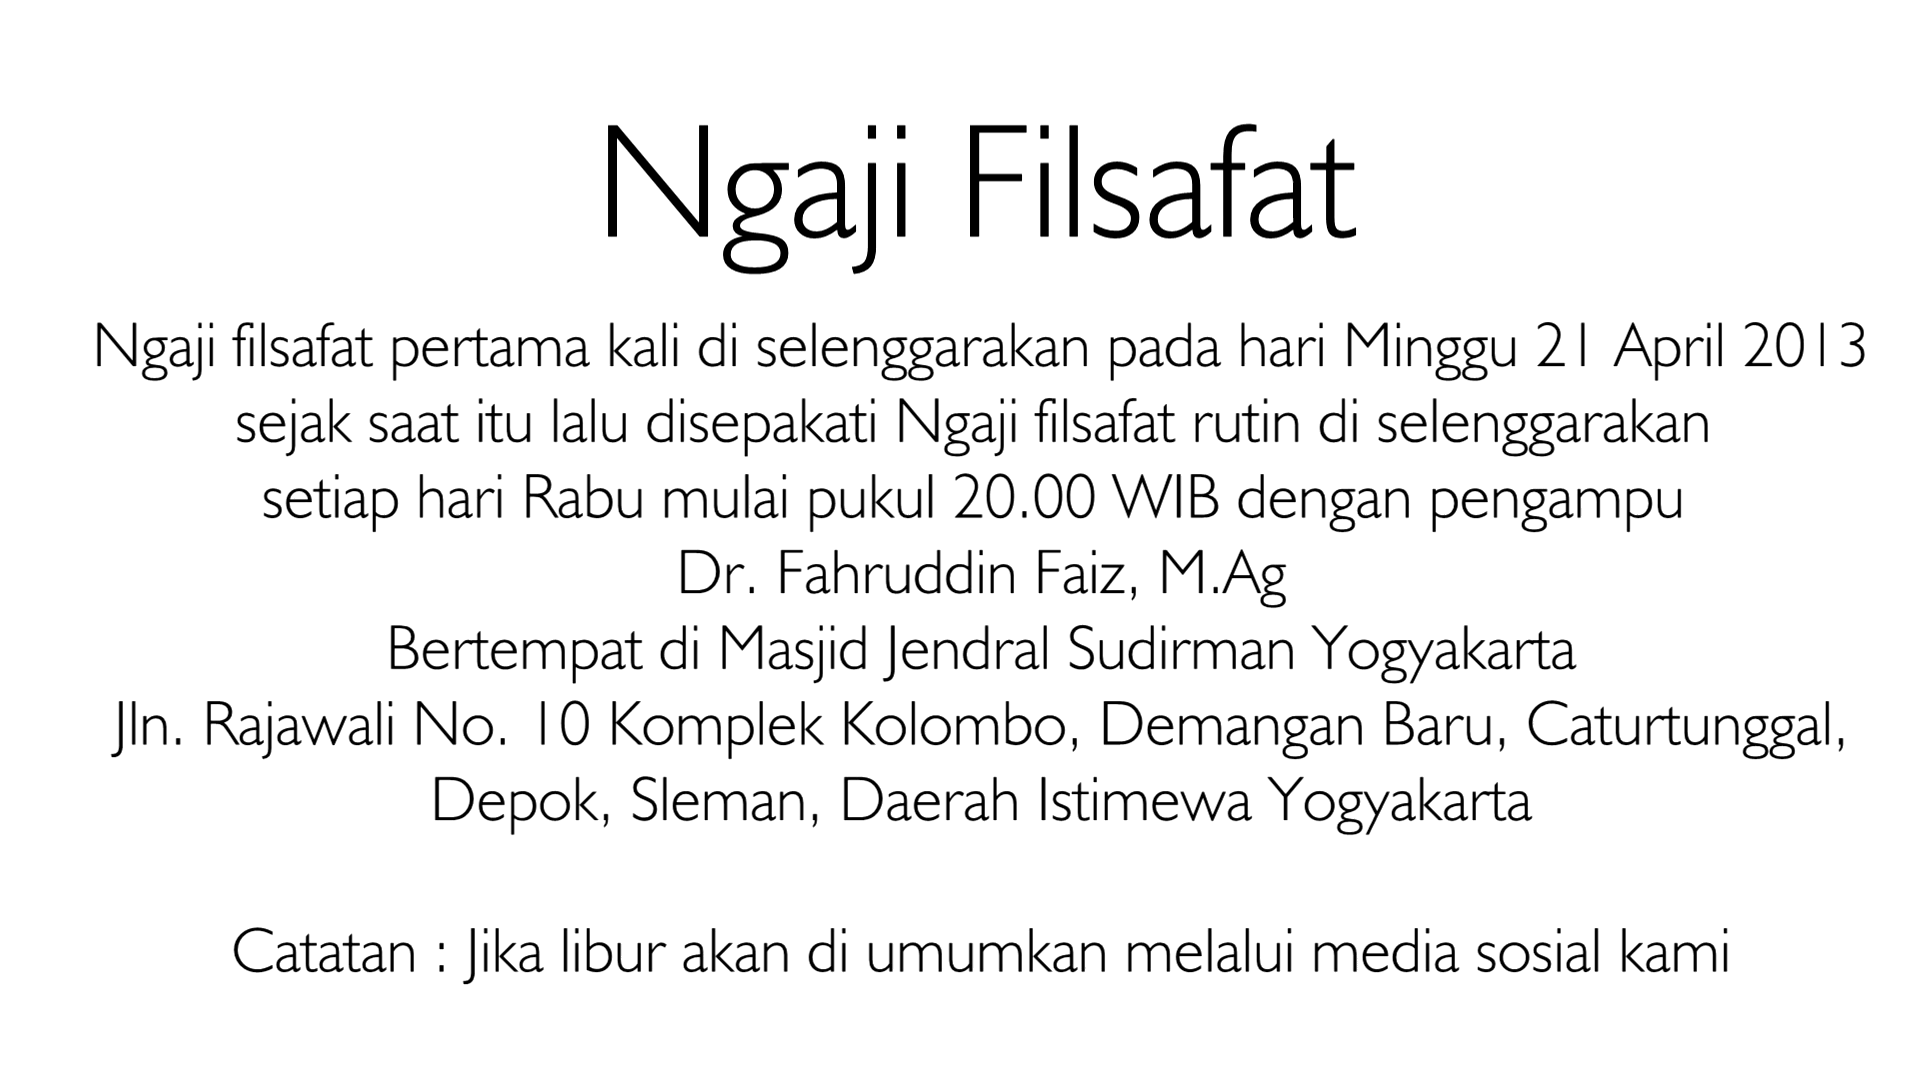 Ngaji Filsafat
Ngaji filsafat pertama kali di selenggarakan pada hari Minggu 21 April 2013
sejak saat itu lalu disepakati Ngaji filsafat rutin di selenggarakan
setiap hari Rabu mulai pukul 20.00 WIB dengan pengampu
Dr. Fahruddin Faiz, M.Ag
Bertempat di Masjid Jendral Sudirman Yogyakarta
Jln. Rajawali No. 10 Komplek Kolombo, Demangan Baru, Caturtunggal,
Depok, Sleman, Daerah Istimewa Yogyakarta
Catatan : Jika libur akan di umumkan melalui media sosial kami